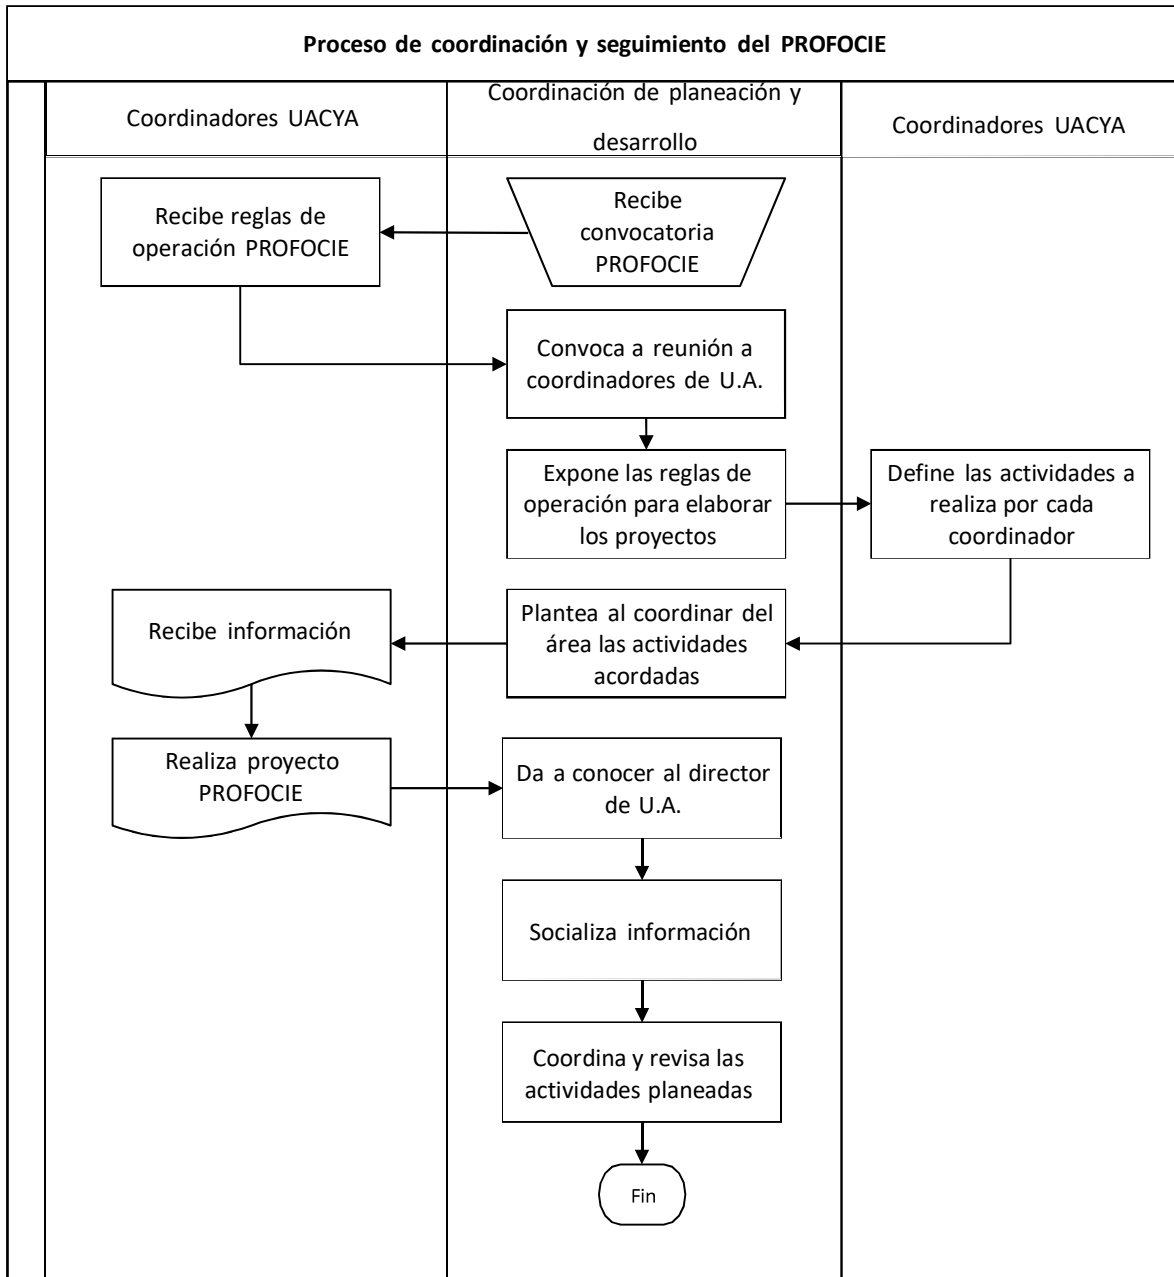 Proceso de coordinación y seguimiento del PROFOCIE
Coordinadores UACYA
Coordinación de planeación y
desarrollo
Coordinadores UACYA
Recibe reglas de
operación PROFOCIE
Recibe
convocatoria
PROFOCIE
Convoca a reunión a
coordinadores de U.A.
Expone las reglas de
operación para elaborar
los proyectos
Define las actividades a
realiza por cada
coordinador
Recibe información
Plantea al coordinar del
área las actividades
acordadas
Realiza proyecto
PROFOCIE
Da a conocer al director
de U.A.
Socializa información
Coordina y revisa las
actividades planeadas
Fin